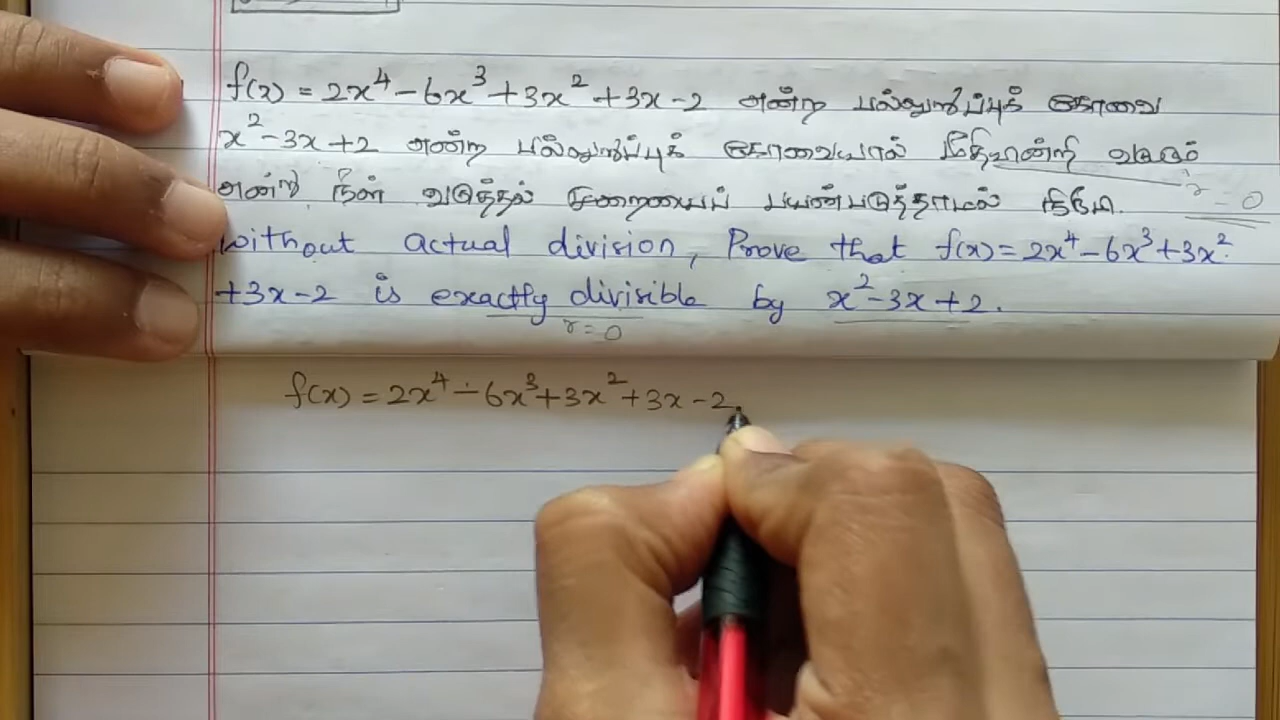 f(x) = 2x⁴ - 6x³ + 3x² + 3x - 2 என்ற பல்லுறுப்புக் கோவை
x² - 3x + 2 என்ற பல்லுறுப்புக் கோவையால் மீதியின்றி வகுபடும்
என நீள் வகுத்தல் முறையைப் பயன்படுத்தாமல் நிரூபி.
r = 0
without actual division, Prove that f(x) = 2x⁴ - 6x³ + 3x²
+3x - 2 is exactly divisible by x² - 3x + 2.
r = 0
f(x) = 2x⁴ - 6x³ + 3x² + 3x - 2.